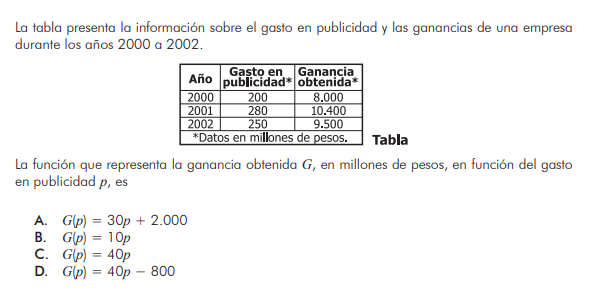 La tabla presenta la información sobre el gasto en publicidad y las ganancias de una empresa
durante los años 2000 a 2002.
Año Gasto en publicidad* Ganancia obtenida*
2000 200 8.000
2001 280 10.400
2002 250 9.500
*Datos en millones de pesos.
Tabla
La función que representa la ganancia obtenida G, en millones de pesos, en función del gasto
en publicidad p, es
A. G(p) = 30p + 2.000
B. G(p) = 10p
C. G(p) = 40p
D. G(p) = 40p − 800